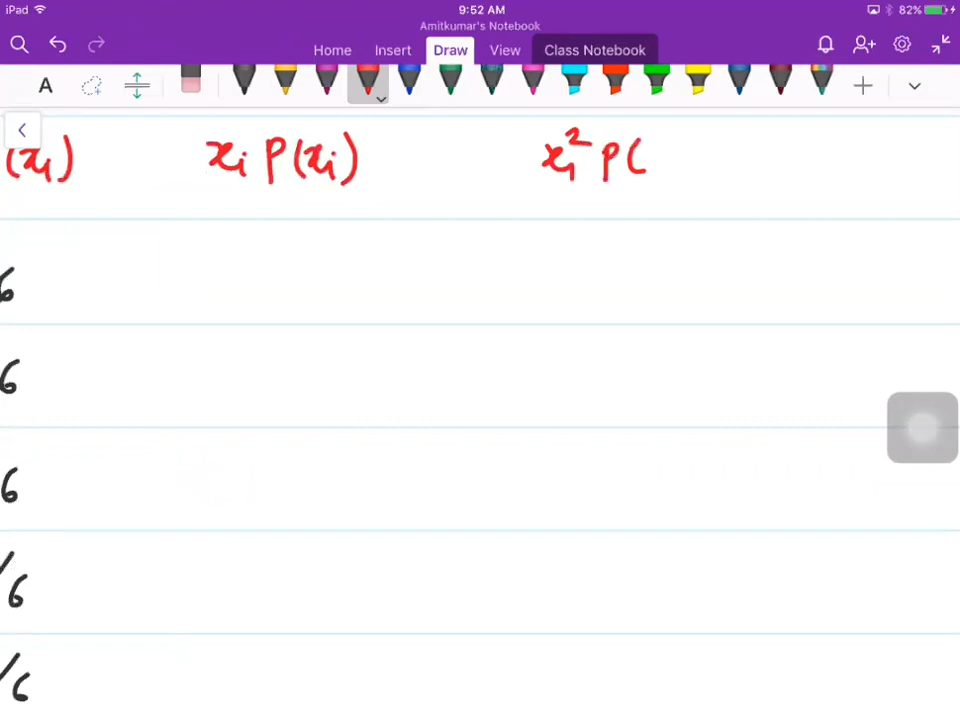 iPad 9:52 AM 82%
Amitkumar's Notebook
Home Insert Draw View Class Notebook
A
(xi) xi P(xi) xi² P(
6
6
6
/6
/6